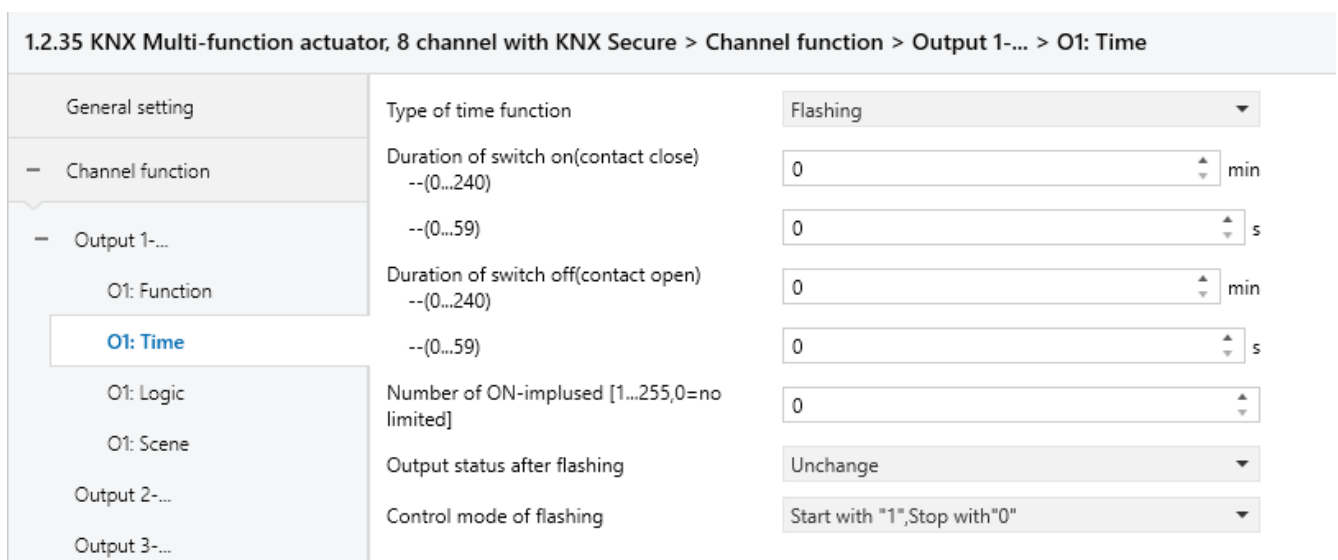 1.2.35 KNX Multi-function actuator, 8 channel with KNX Secure > Channel function > Output 1-... > O1: Time
General setting
Channel function
Output 1-...
O1: Function
O1: Time
O1: Logic
O1: Scene
Output 2-...
Output 3-...
Type of time function
Flashing
Duration of switch on(contact close)
--(0...240)
0
min
--(0...59)
0
s
Duration of switch off(contact open)
--(0...240)
0
min
--(0...59)
0
s
Number of ON-implused [1...255,0=no
limited]
0
Output status after flashing
Unchange
Control mode of flashing
Start with "1",Stop with"0"